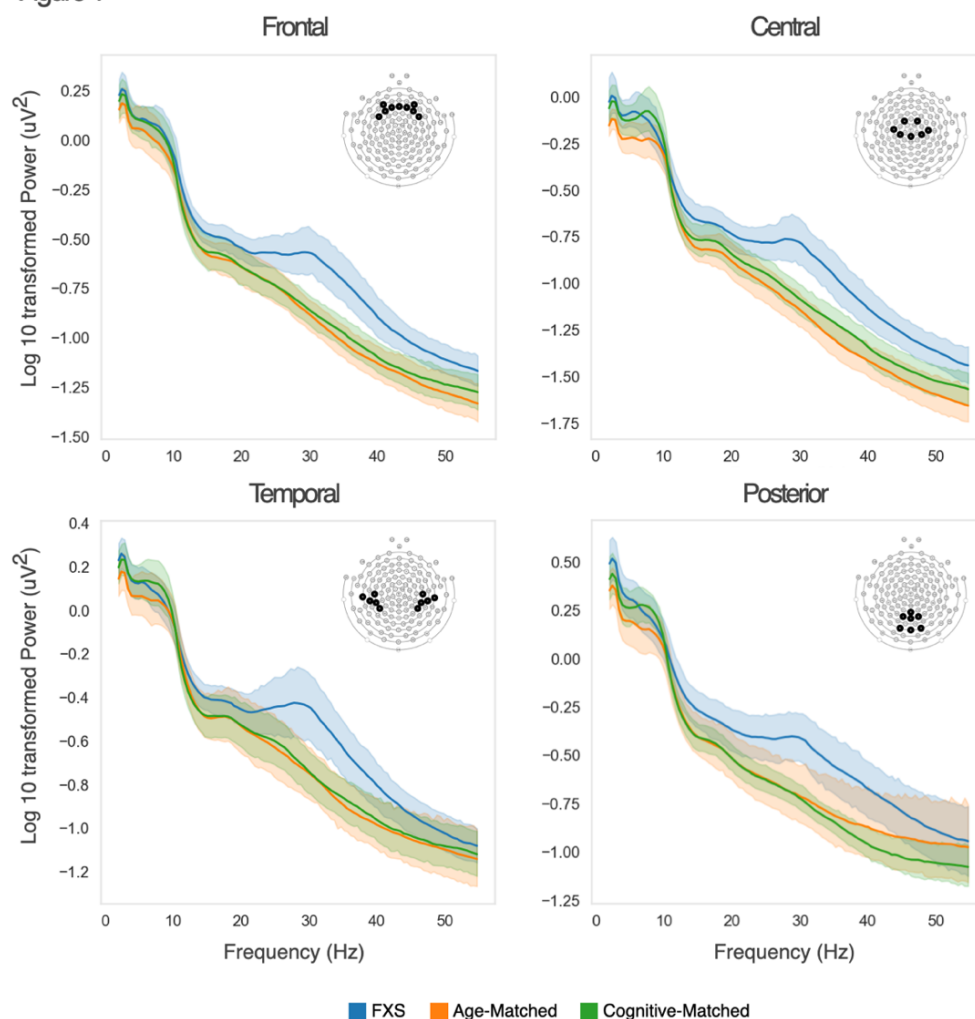 Frontal
Central
Log 10 transformed Power (uV2)
0.25
0.00
−0.25
−0.50
−0.75
−1.00
−1.25
−1.50
0 10 20 30 40 50
0.00
−0.25
−0.50
−0.75
−1.00
−1.25
−1.50
−1.75
0 10 20 30 40 50
Temporal
Posterior
Log 10 transformed Power (uV2)
0.4
0.2
0.0
−0.2
−0.4
−0.6
−0.8
−1.0
−1.2
0 10 20 30 40 50
Frequency (Hz)
0.50
0.25
0.00
−0.25
−0.50
−0.75
−1.00
−1.25
0 10 20 30 40 50
Frequency (Hz)
FXS Age-Matched Cognitive-Matched